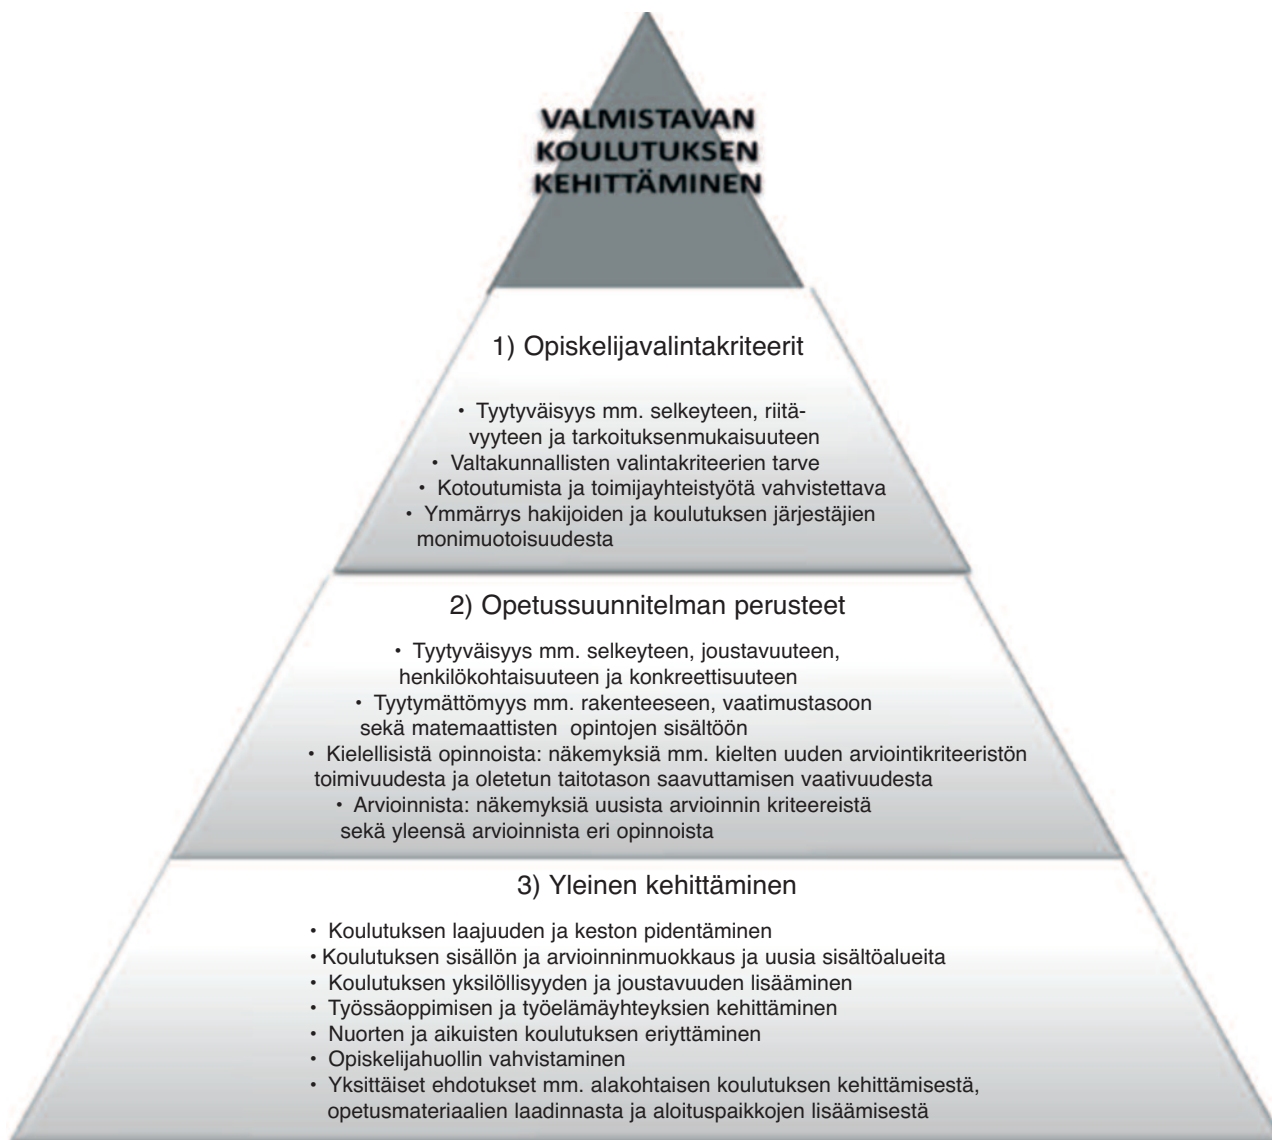 VALMISTAVAN
KOULUTUKSEN
KEHITTÄMINEN
1) Opiskelijavalintakriteerit
• Tyytyväisyys mm. selkeyteen, riitä-
vyyteen ja tarkoituksenmukaisuuteen
• Valtakunnallisten valintakriteerien tarve
• Kotoutumista ja toimijayhteistyötä vahvistettava
• Ymmärrys hakijoiden ja koulutuksen järjestäjien
monimuotoisuudesta
2) Opetussuunnitelman perusteet
• Tyytyväisyys mm. selkeyteen, joustavuuteen,
henkilökohtaisuuteen ja konkreettisuuteen
• Tyytymättömyys mm. rakenteeseen, vaatimustasoon
sekä matemaattisten opintojen sisältöön
• Kielellisistä opinnoista: näkemyksiä mm. kielten uuden arviointikriteeristön
toimivuudesta ja oletetun taitotason saavuttamisen vaativuudesta
• Arvioinnista: näkemyksiä uusista arvioinnin kriteereistä
sekä yleensä arvioinnista eri opinnoista
3) Yleinen kehittäminen
• Koulutuksen laajuuden ja keston pidentäminen
• Koulutuksen sisällön ja arvioinninmuokkaus ja uusia sisältöalueita
• Koulutuksen yksilöllisyyden ja joustavuuden lisääminen
• Työssäoppimisen ja työelämäyhteyksien kehittäminen
• Nuorten ja aikuisten koulutuksen eriyttäminen
• Opiskelijahuollin vahvistaminen
• Yksittäiset ehdotukset mm. alakohtaisen koulutuksen kehittämisestä,
opetusmateriaalien laadinnasta ja aloituspaikkojen lisäämisestä